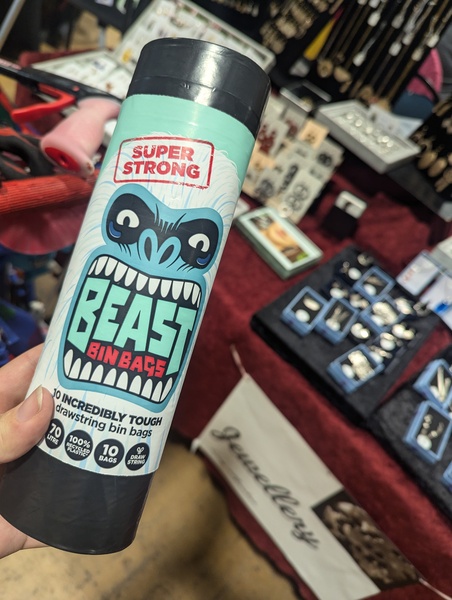 SUPER
STRONG
BEAST
BIN BAGS
10 INCREDIBLY TOUGH
drawstring bin bags
70
LITRE
100%
RECYCLED
PLASTIC
10
BAGS
DRAW
STRING
Jewellery